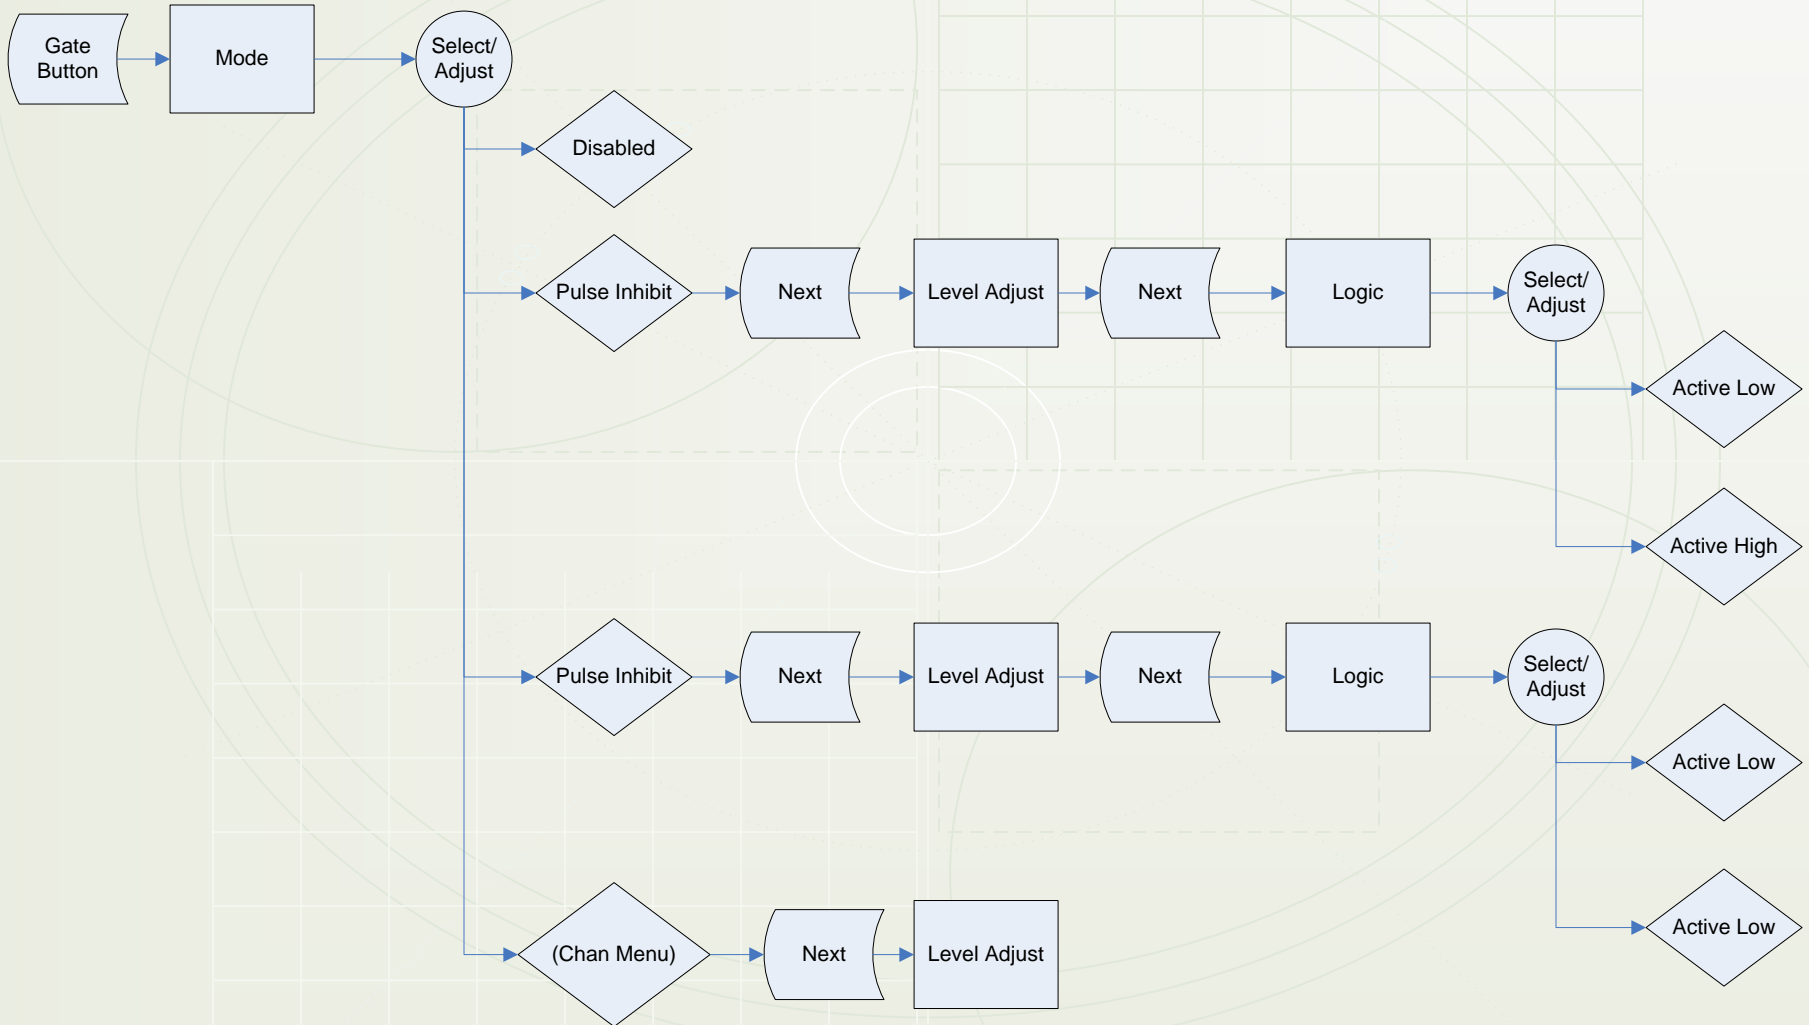 Gate
Button
Mode
Select/
Adjust
Disabled
Pulse Inhibit
Next
Level Adjust
Next
Logic
Select/
Adjust
Active Low
Active High
Pulse Inhibit
Next
Level Adjust
Next
Logic
Select/
Adjust
Active Low
Active Low
(Chan Menu)
Next
Level Adjust